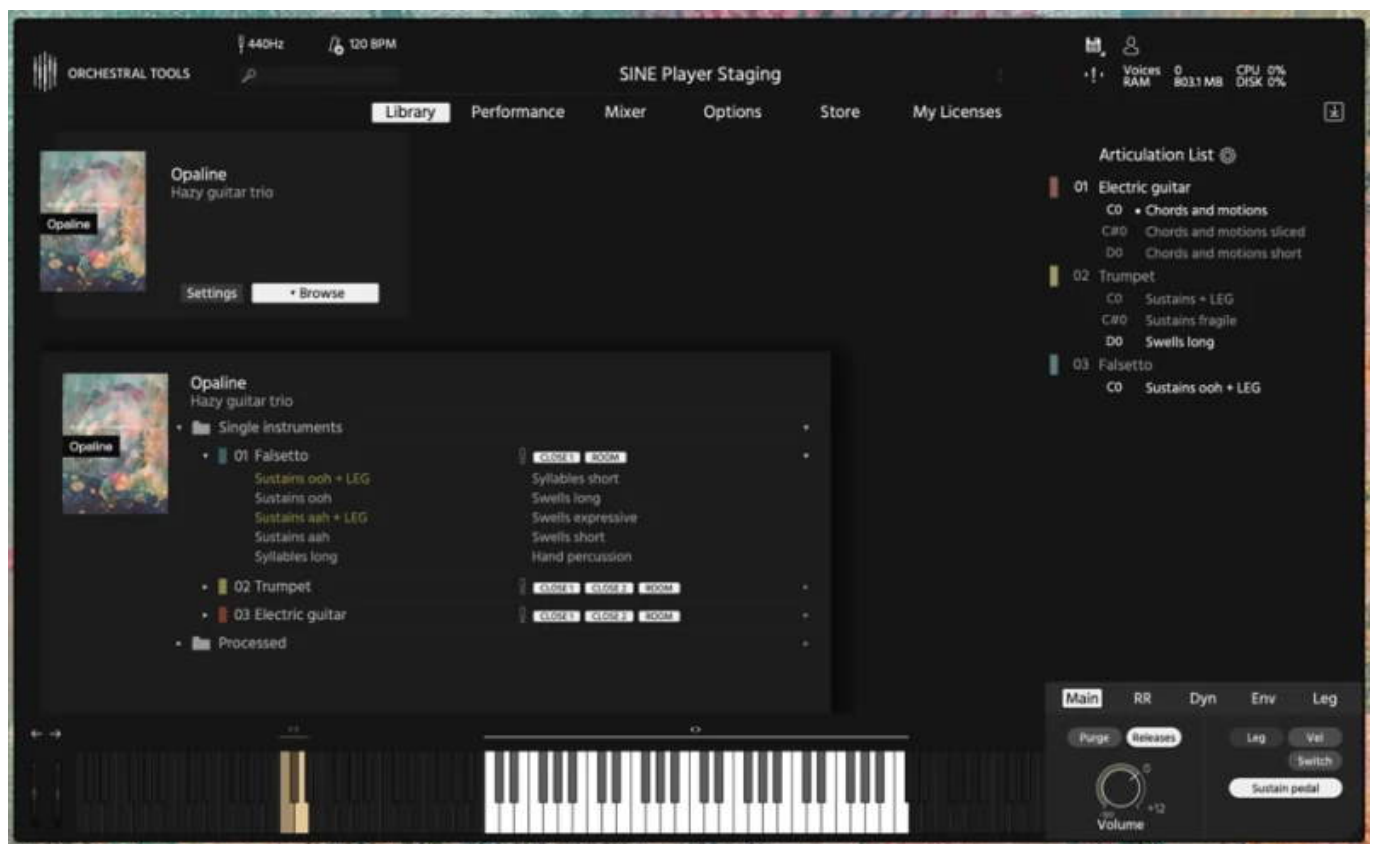 440Hz
120 BPM
ORCHESTRAL TOOLS
SINE Player Staging
Voices 0 CPU 0%
RAM 803.1 MB DISK 0%
Library Performance Mixer Options Store My Licenses
Opaline
Hazy guitar trio
Opaline
Settings • Browse
Opaline
Hazy guitar trio
Opaline
Single instruments
01 Falsetto CLOSE 1 ROOM
Sustains ooh + LEG Syllables short
Sustains ooh Swells long
Sustains aah + LEG Swells expressive
Sustains aah Swells short
Syllables long Hand percussion
02 Trumpet CLOSE 1 CLOSE 2 ROOM
03 Electric guitar CLOSE 1 CLOSE 2 ROOM
Processed
Articulation List
01 Electric guitar
C0 • Chords and motions
C#0 Chords and motions sliced
D0 Chords and motions short
02 Trumpet
C0 Sustains + LEG
C#0 Sustains fragile
D0 Swells long
03 Falsetto
C0 Sustains ooh + LEG
Main RR Dyn Env Leg
Purge Releases Leg Vel
Switch
Sustain pedal
0
+12
Volume